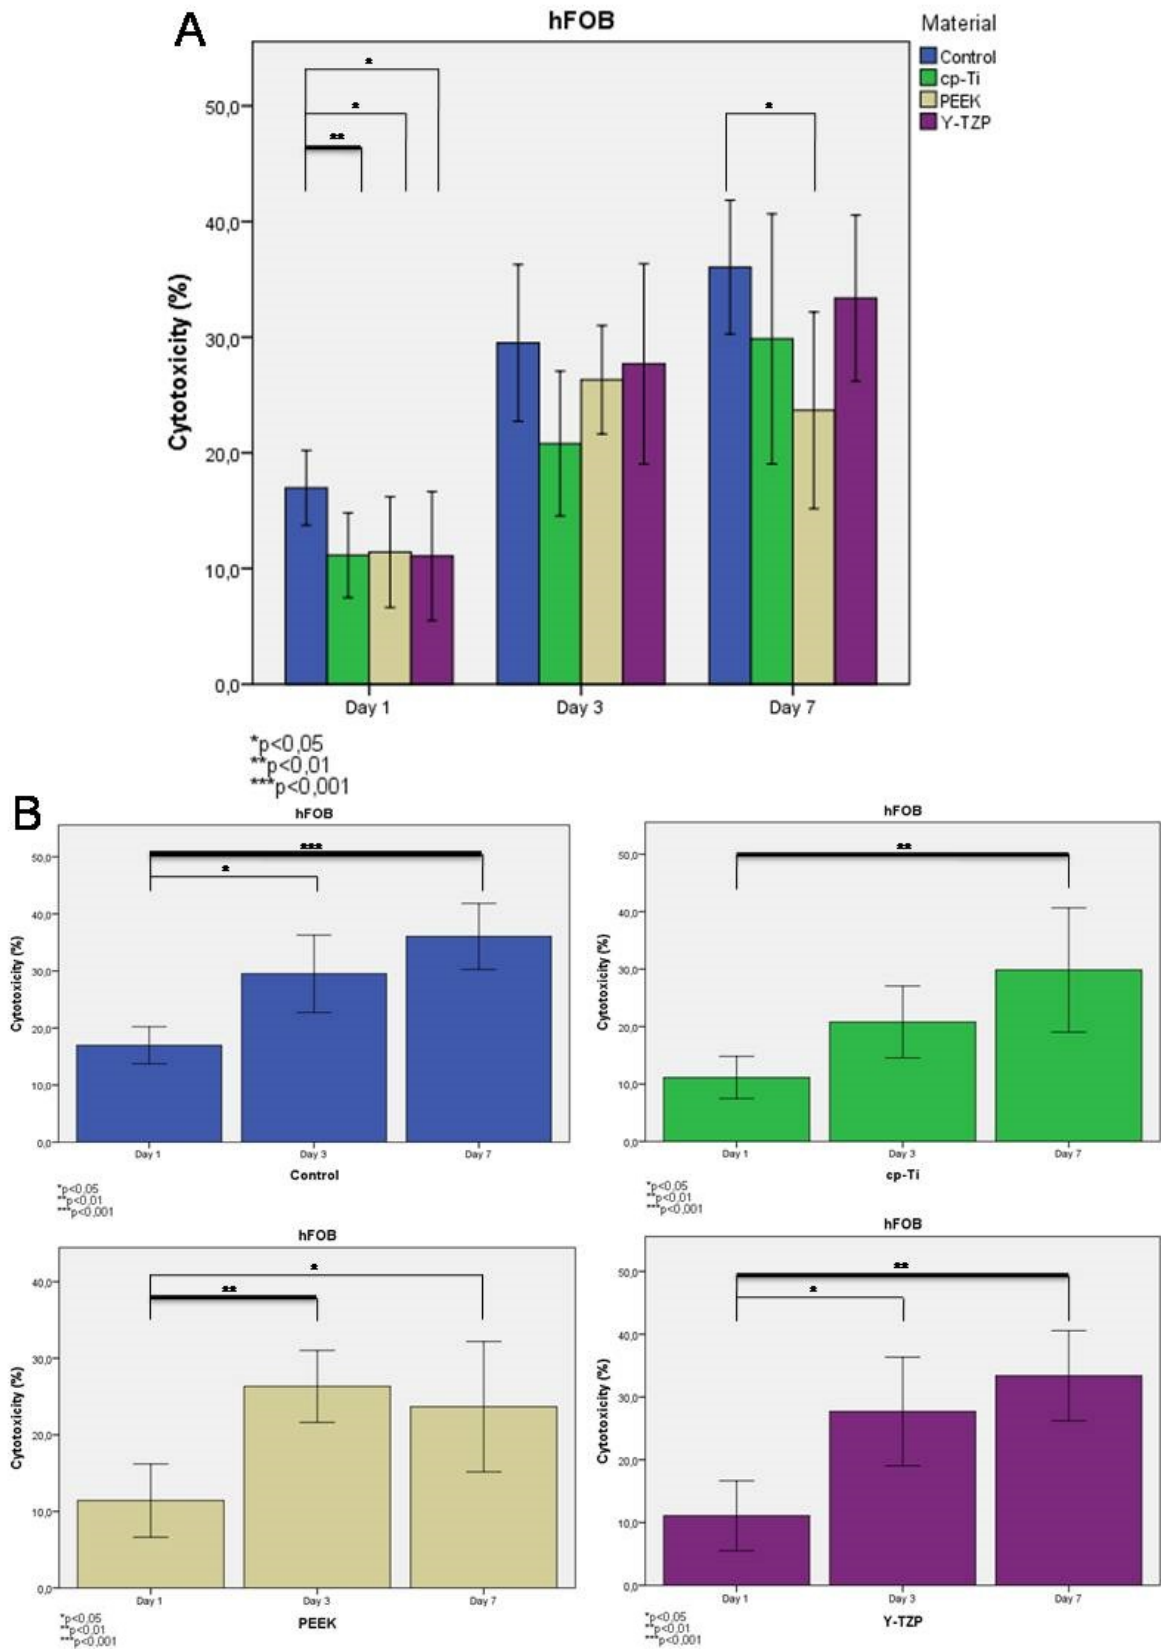 A
hFOB
Material
Control
cp-Ti
PEEK
Y-TZP
*
*
**
*
50,0
40,0
30,0
20,0
10,0
0,0
Cytotoxicity (%)
Day 1 Day 3 Day 7
*p<0,05
**p<0,01
***p<0,001
B
hFOB
***
*
50,0
40,0
30,0
20,0
10,0
0,0
Cytotoxicity (%)
Day 1 Day 3 Day 7
Control
*p<0,05
**p<0,01
***p<0,001
hFOB
**
50,0
40,0
30,0
20,0
10,0
0,0
Cytotoxicity (%)
Day 1 Day 3 Day 7
cp-Ti
*p<0,05
**p<0,01
***p<0,001
hFOB
*
**
40,0
30,0
20,0
10,0
0,0
Cytotoxicity (%)
Day 1 Day 3 Day 7
PEEK
*p<0,05
**p<0,01
***p<0,001
hFOB
**
*
50,0
40,0
30,0
20,0
10,0
0,0
Cytotoxicity (%)
Day 1 Day 3 Day 7
Y-TZP
*p<0,05
**p<0,01
***p<0,001